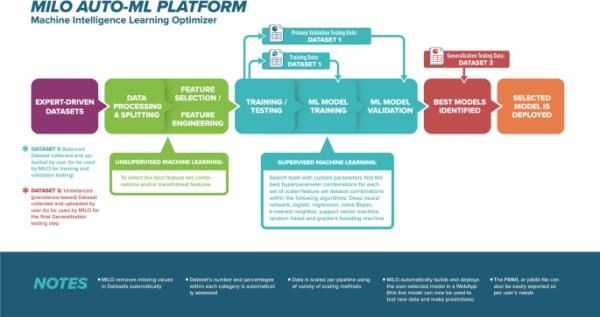 MILO AUTO-ML PLATFORM
Machine Intelligence Learning Optimizer
Primary Validation Testing Data:
DATASET 1
Training Data:
DATASET 1
Generalization Testing Data:
DATASET 2
EXPERT-DRIVEN
DATASETS
DATA
PROCESSING
& SPLITTING
FEATURE
SELECTION /
FEATURE
ENGINEERING
TRAINING /
TESTING
ML MODEL
TRAINING
ML MODEL
VALIDATION
BEST MODELS
IDENTIFIED
SELECTED
MODEL IS
DEPLOYED
DATASET 1: Balanced
Dataset collected and up-
loaded by user (to be used
by MILO for training and
validation testing)
DATASET 2: Unbalanced
(prevalence-based) Dataset
collected and uploaded by
user (to be used by MILO for
the final Generalization
testing step)
UNSUPERVISED MACHINE LEARNING:
To select the best feature set combi-
nations and/or transformed features
SUPERVISED MACHINE LEARNING:
Search tools with custom parameters find the
best hyperparameter combinations for each
set of scaler/feature set dataset combinations
within the following algorithms: Deep neural
network, logistic regression, naïve Bayes,
k-nearest neighbor, support vector machine,
random forest and gradient boosting machine
NOTES
• MILO removes missing values
in Datasets automatically
• Dataset's number and percentages
within each category is automati-
cally assessed
• Data is scaled per pipeline using
of variety of scaling methods
• MILO automatically builds and deploys
the user-selected model in a WebApp
(this live model can now be used to
test new data and make predictions)
• The PMML or joblib file can
also be easily exported as
per user's needs